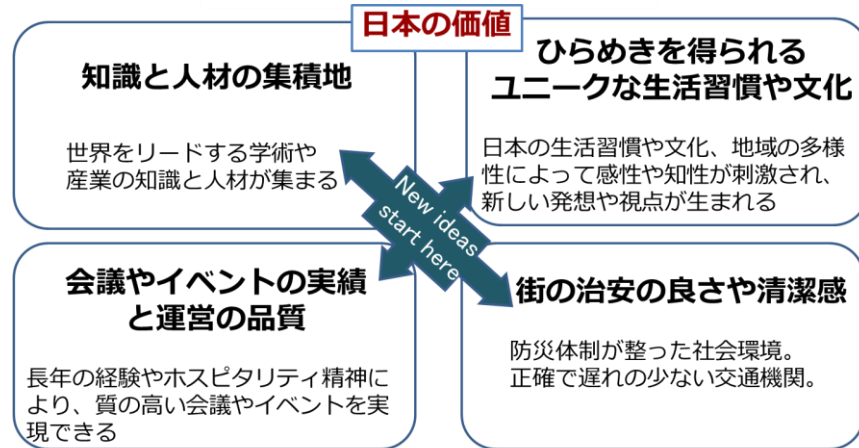 日本の価値
知識と人材の集積地
世界をリードする学術や
産業の知識と人材が集まる
ひらめきを得られる
ユニークな生活習慣や文化
日本の生活習慣や文化、地域の多様
性によって感性や知性が刺激され、
新しい発想や視点が生まれる
New ideas
start here
会議やイベントの実績
と運営の品質
長年の経験やホスピタリティ精神に
より、質の高い会議やイベントを実
現できる
街の治安の良さや清潔感
防災体制が整った社会環境。
正確で遅れの少ない交通機関。